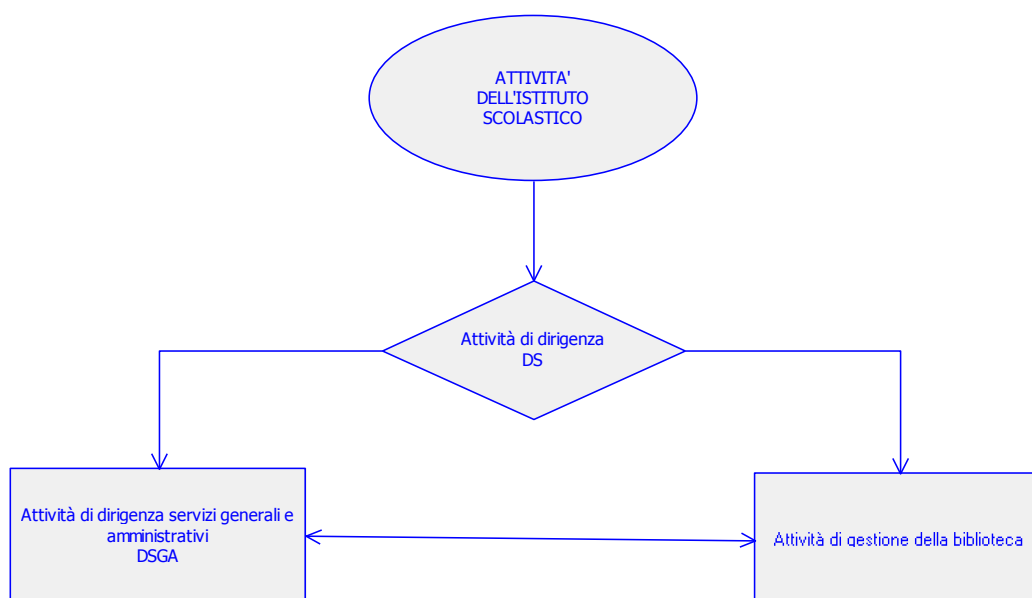 ATTIVITA'
DELL'ISTITUTO
SCOLASTICO
Attività di dirigenza
DS
Attività di dirigenza servizi generali e
amministrativi
DSGA
Attività di gestione della biblioteca